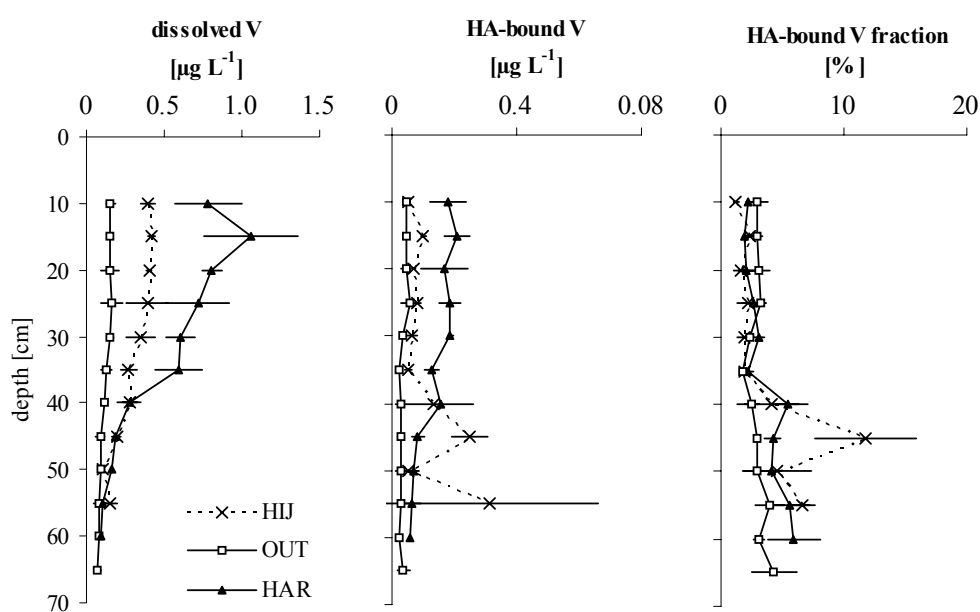 dissolved V
[µg L-1]
HA-bound V
[µg L-1]
HA-bound V fraction
[%]
0 0.5 1.0 1.5
0 0.4 0.08
0 10 20
depth [cm]
0
10
20
30
40
50
60
70
HIJ
OUT
HAR